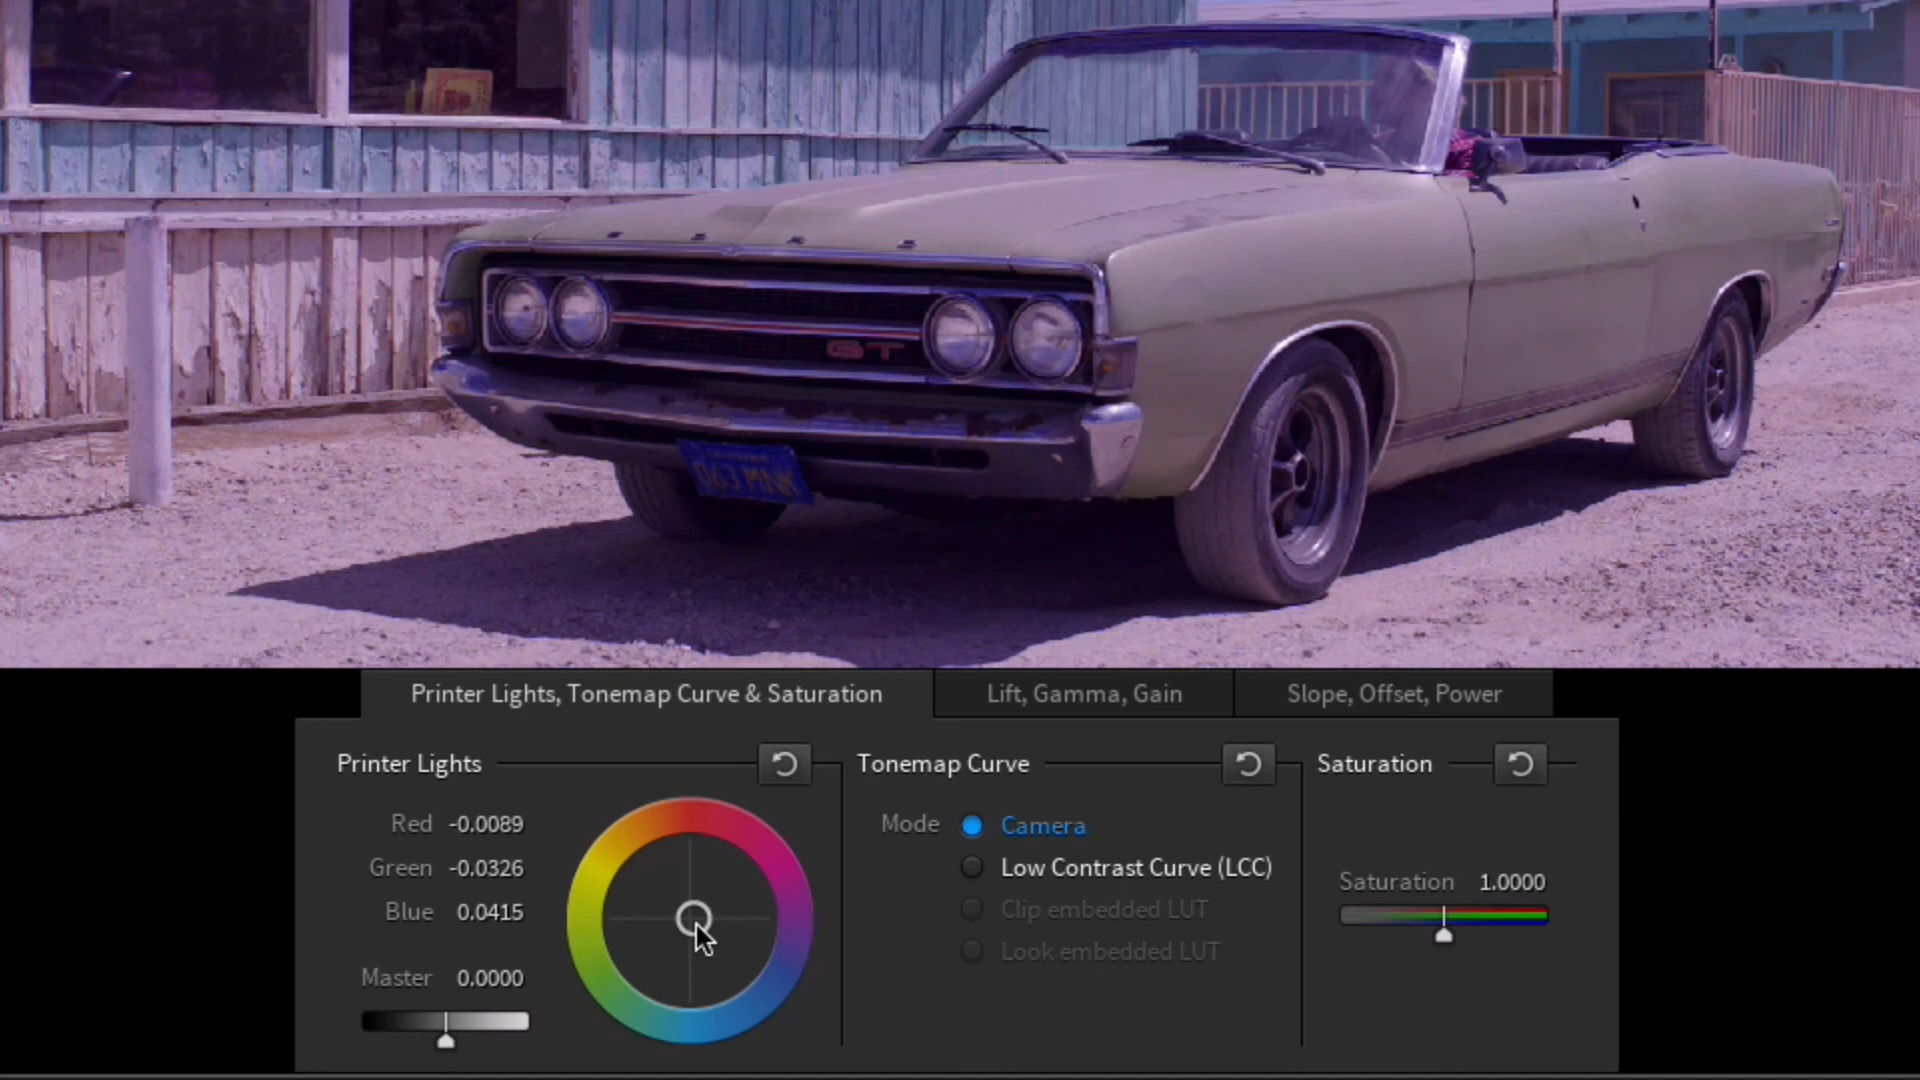 GT
063 MNK
Printer Lights, Tonemap Curve & Saturation
Lift, Gamma, Gain
Slope, Offset, Power
Printer Lights
Tonemap Curve
Saturation
Red -0.0089
Green -0.0326
Blue 0.0415
Master 0.0000
Mode
Camera
Low Contrast Curve (LCC)
Clip embedded LUT
Look embedded LUT
Saturation 1.0000